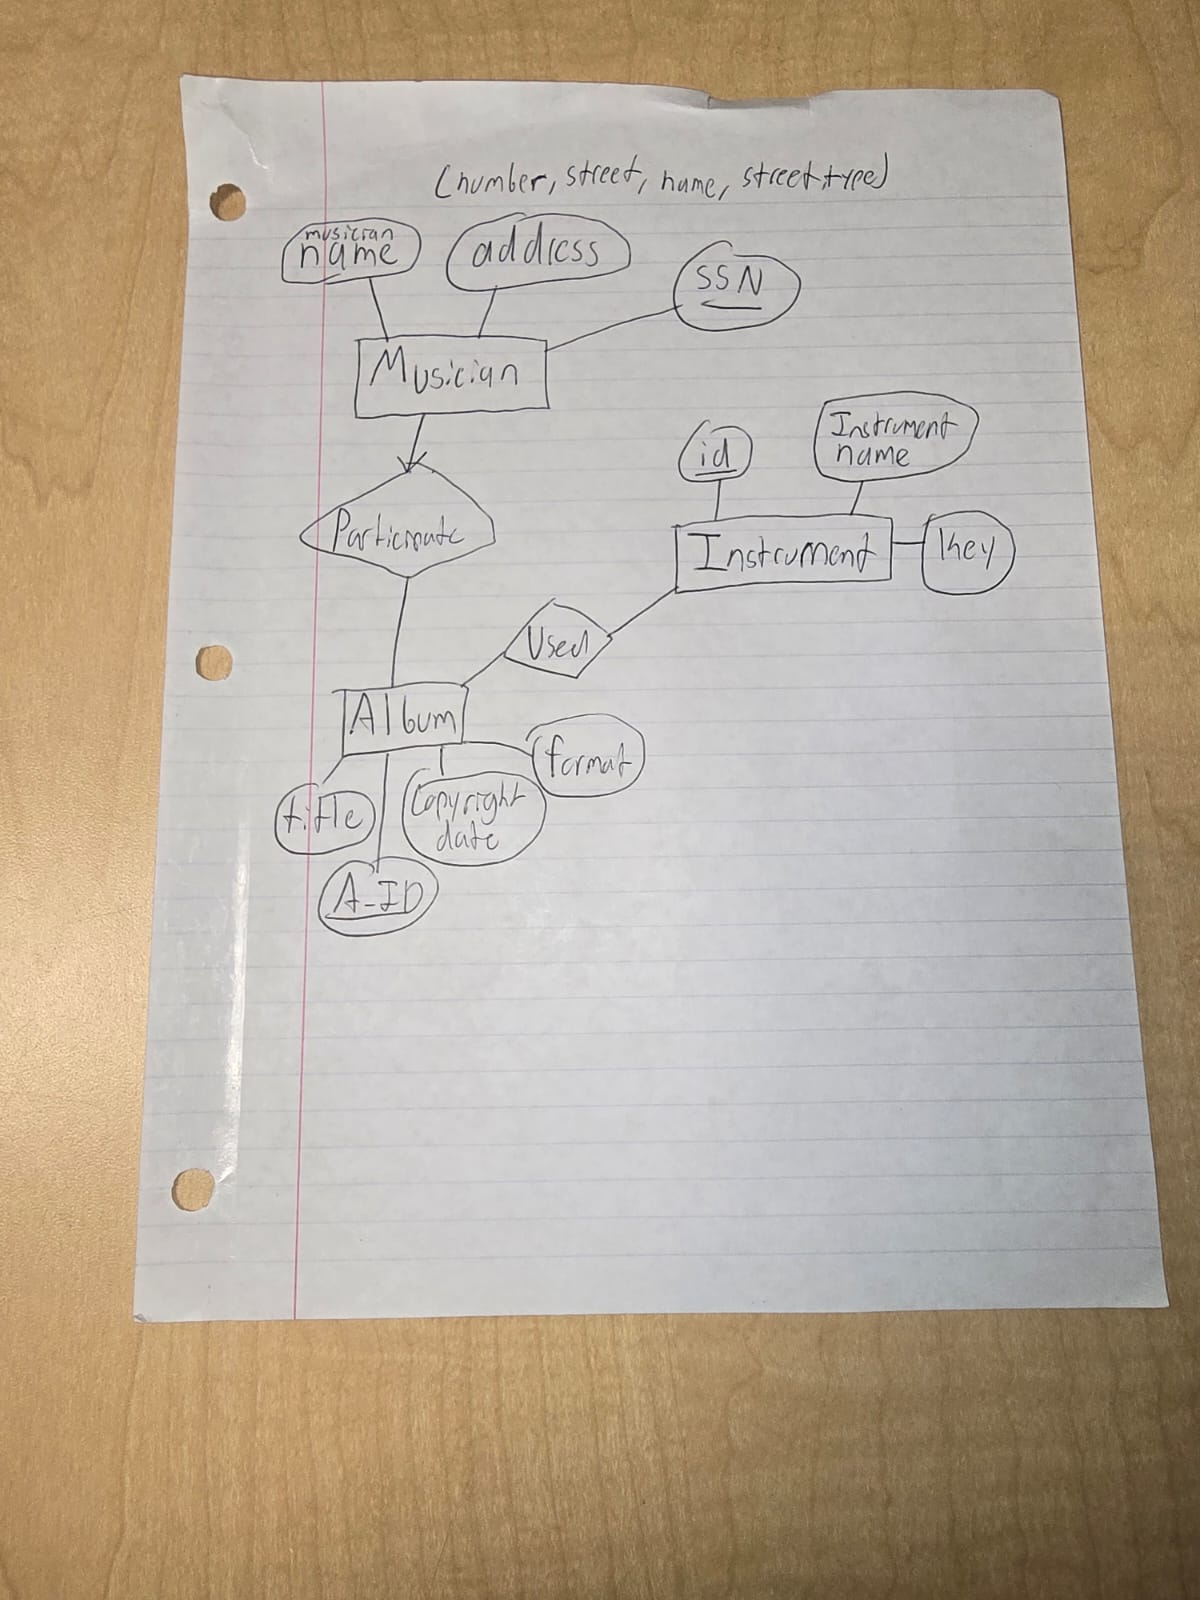 (number, street, name, street,type)
musician
name
address
SSN
Musician
id
Instrument
name
Participate
Instrument
Key
Used
Album
format
title
Copyright
date
A-ID